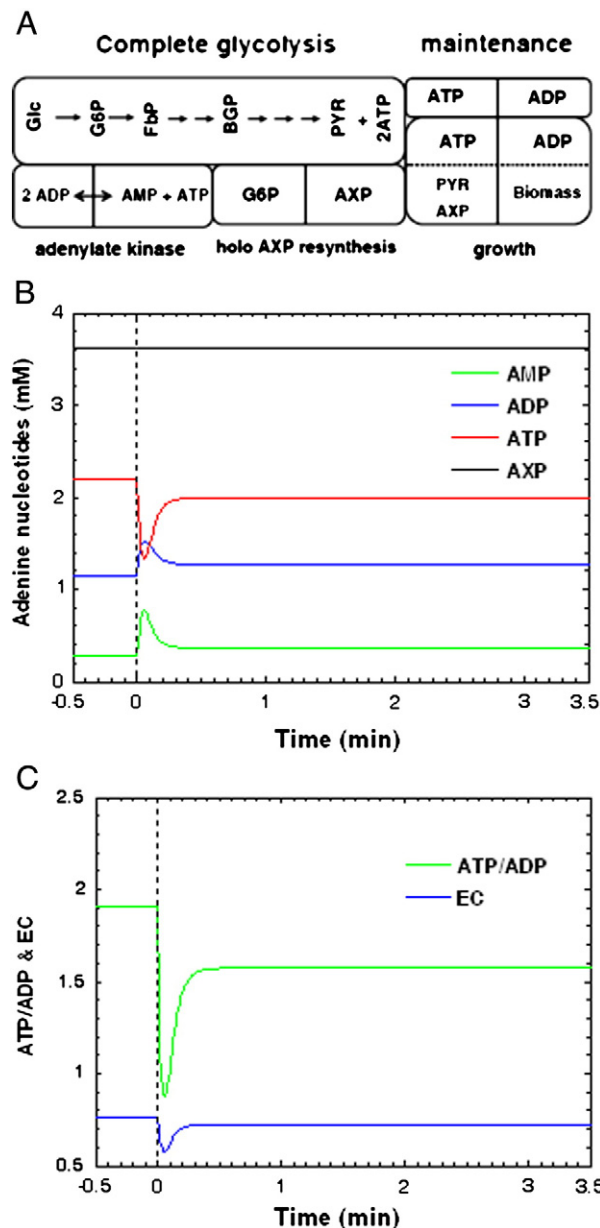 A
Complete glycolysis maintenance
Glc G6P FbP BGP PYR + 2ATP
ATP ADP
ATP ADP
PYR AXP Biomass
2 ADP AMP + ATP G6P AXP
adenylate kinase holo AXP resynthesis growth
B
Adenine nucleotides (mM)
4
3
2
1
0
AMP
ADP
ATP
AXP
-0.5 0 1 2 3.5
Time (min)
C
ATP/ADP & EC
2.5
2
1.5
1
0.5
ATP/ADP
EC
-0.5 0 1 2 3.5
Time (min)